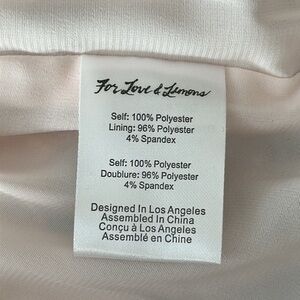 For Love & Lemons
Self: 100% Polyester
Lining: 96% Polyester
4% Spandex
Self: 100% Polyester
Doublure: 96% Polyester
4% Spandex
Designed In Los Angeles
Assembled In China
Conçu à Los Angeles
Assemblé en Chine